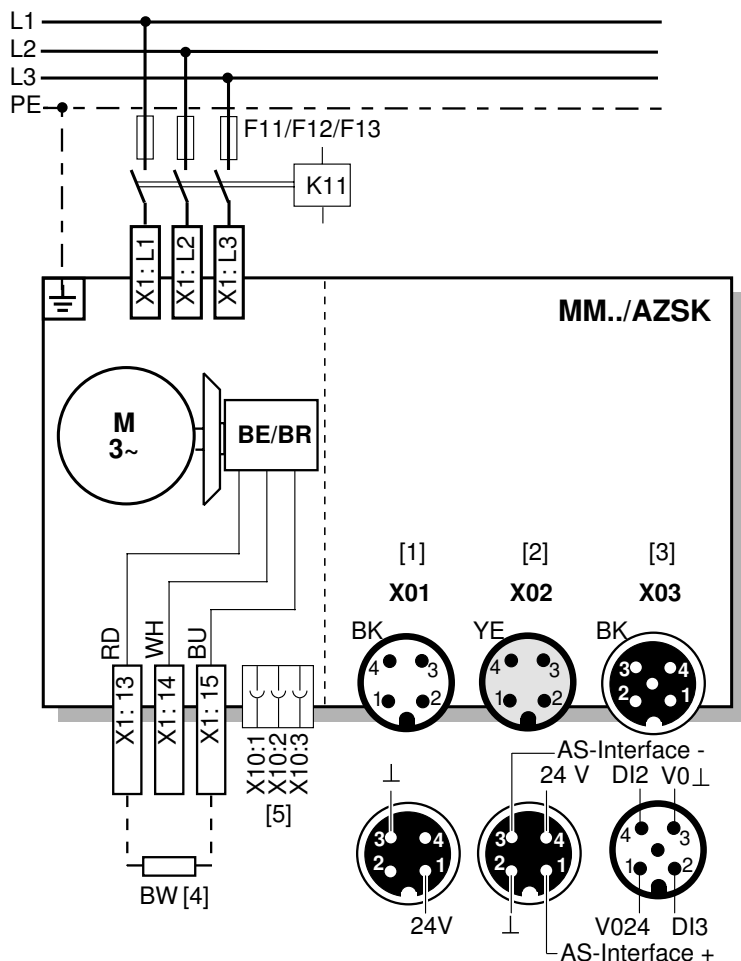 L1
L2
L3
PE
F11/F12/F13
K11
X1: L1
X1: L2
X1: L3
MM../AZSK
M
3~
BE/BR
[1]
[2]
[3]
X01
X02
X03
RD
WH
BU
BK
YE
BK
4 3
1 2
4 3
1 2
3 4
2 1
X1: 13
X1: 14
X1: 15
X10:1
X10:2
X10:3
[5]
AS-Interface -
⊥
24 V
DI2
V0⊥
3 4
2 1
3 4
2 1
4 3
1 2
BW [4]
24V
⊥
V024
DI3
AS-Interface +